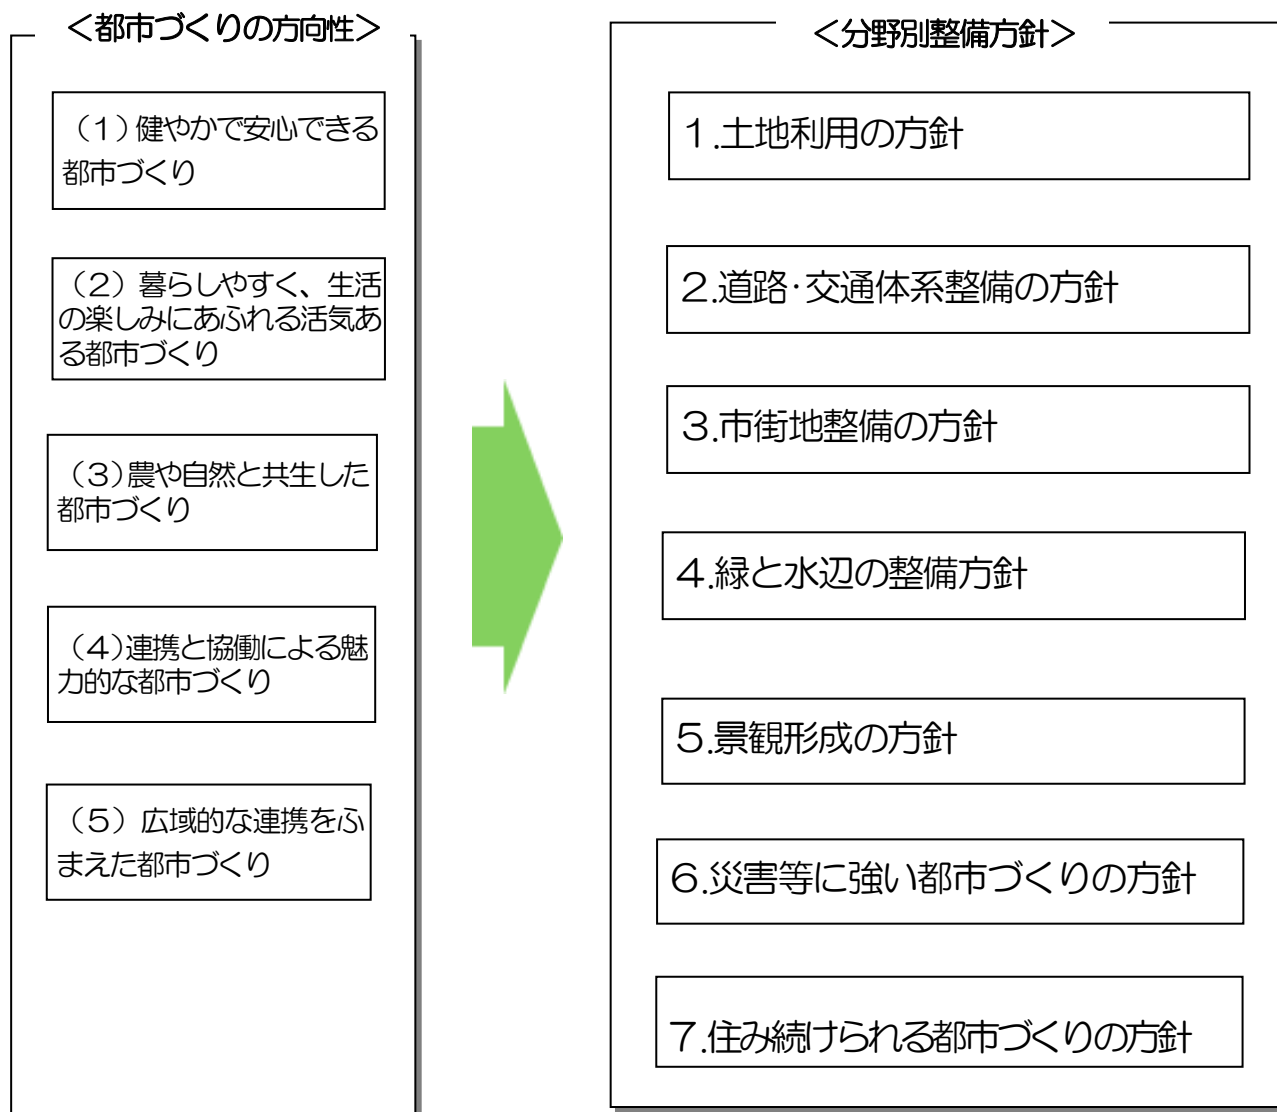 ＜都市づくりの方向性＞
（１）健やかで安心できる
都市づくり
（２）暮らしやすく、生活
の楽しみにあふれる活気あ
る都市づくり
（３）農や自然と共生した
都市づくり
（４）連携と協働による魅
力的な都市づくり
（５）広域的な連携をふ
まえた都市づくり
＜分野別整備方針＞
１.土地利用の方針
２.道路･交通体系整備の方針
３.市街地整備の方針
４.緑と水辺の整備方針
５.景観形成の方針
６.災害等に強い都市づくりの方針
７.住み続けられる都市づくりの方針